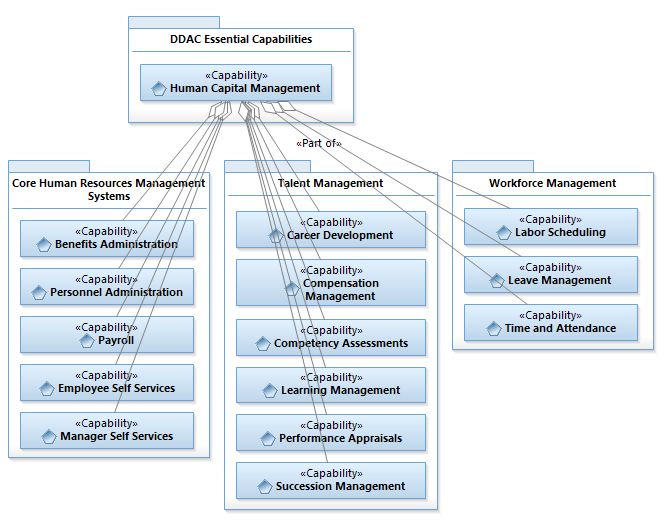 DDAC Essential Capabilities
«Capability»
Human Capital Management
«Part of»
Core Human Resources Management
Systems
«Capability»
Benefits Administration
«Capability»
Personnel Administration
«Capability»
Payroll
«Capability»
Employee Self Services
«Capability»
Manager Self Services
Talent Management
«Capability»
Career Development
«Capability»
Compensation
Management
«Capability»
Competency Assessments
«Capability»
Learning Management
«Capability»
Performance Appraisals
«Capability»
Succession Management
Workforce Management
«Capability»
Labor Scheduling
«Capability»
Leave Management
«Capability»
Time and Attendance